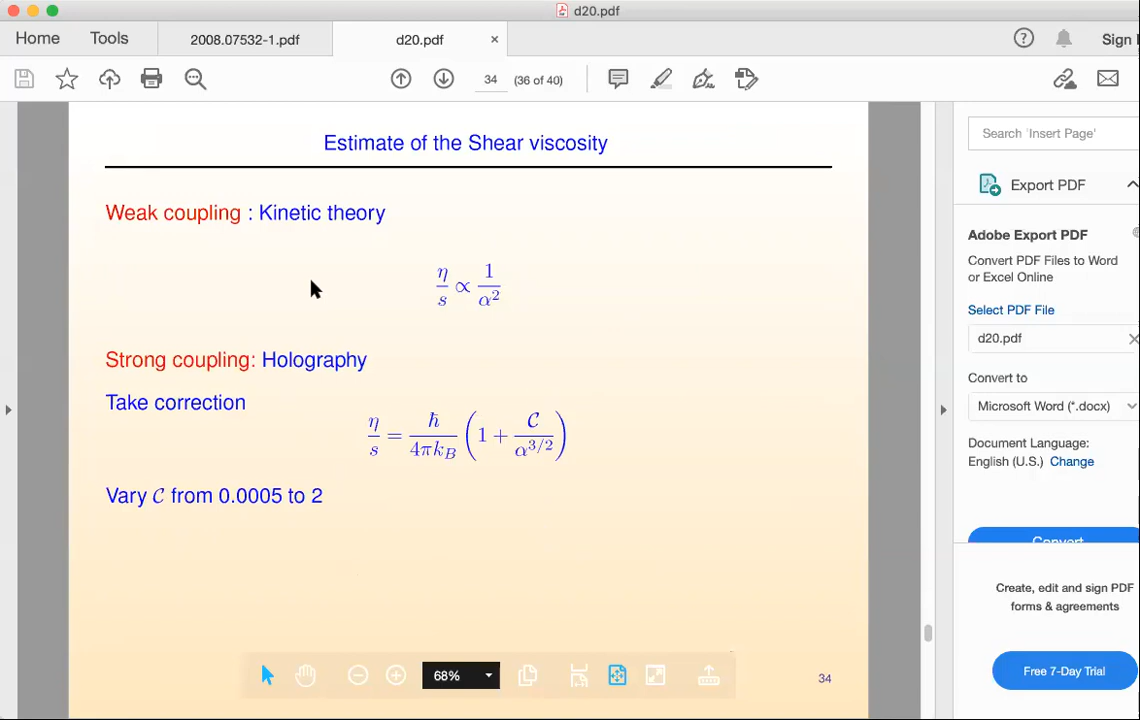 d20.pdf
Home Tools 2008.07532-1.pdf d20.pdf × ? Sign I
34 (36 of 40)
Estimate of the Shear viscosity
Weak coupling : Kinetic theory
η/s ∝ 1/α²
Strong coupling: Holography
Take correction
η/s = ħ/4πk_B (1 + 𝒞/α^{3/2})
Vary 𝒞 from 0.0005 to 2
68%
34
Search 'Insert Page'
Export PDF
Adobe Export PDF
Convert PDF Files to Word
or Excel Online
Select PDF File
d20.pdf
Convert to
Microsoft Word (*.docx)
Document Language:
English (U.S.) Change
Convert
Create, edit and sign PDF
forms & agreements
Free 7-Day Trial